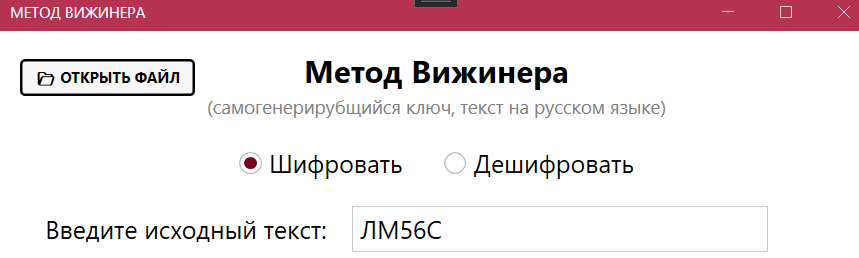 МЕТОД ВИЖИНЕРА
ОТКРЫТЬ ФАЙЛ
Метод Вижинера
(самогенерирубщийся ключ, текст на русском языке)
Шифровать Дешифровать
Введите исходный текст: ЛМ56С